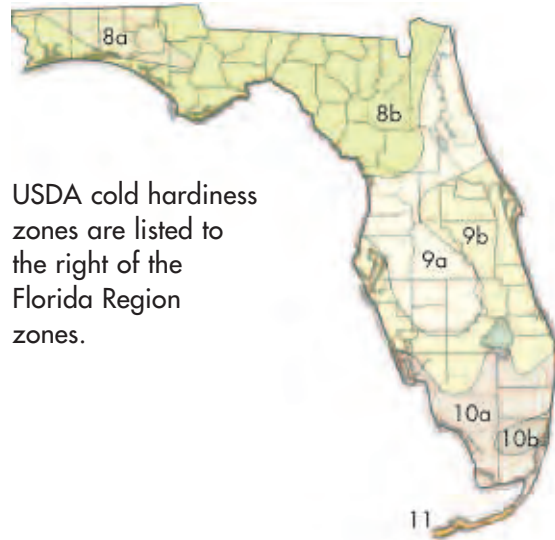 8a
8b
USDA cold hardiness
zones are listed to
the right of the
Florida Region
zones.
9b
9a
10a
10b
11